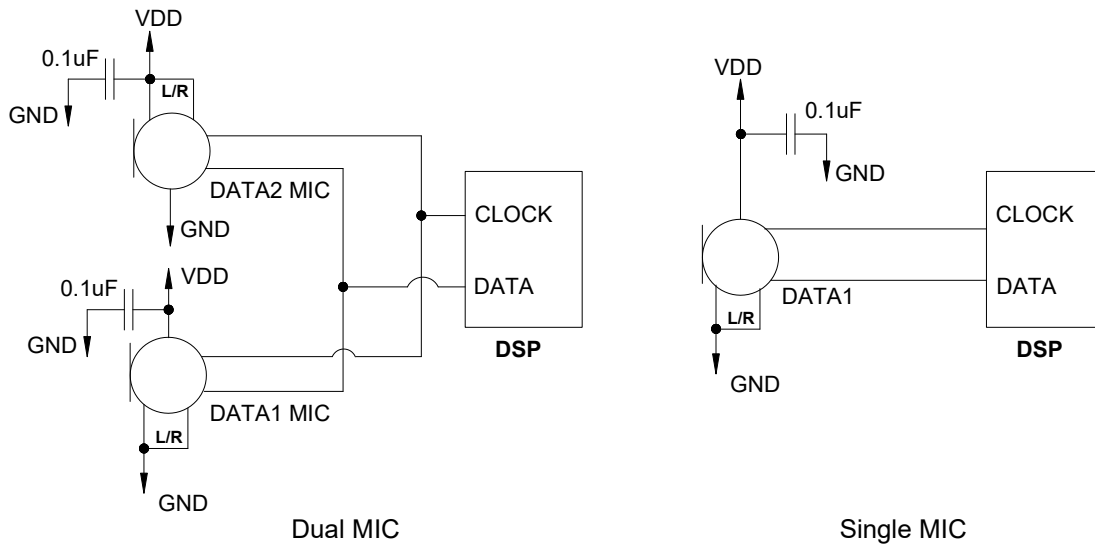 VDD
0.1uF
L/R
GND
DATA2 MIC
GND
CLOCK
DATA
DSP
VDD
0.1uF
GND
DATA1 MIC
L/R
GND
Dual MIC
VDD
0.1uF
GND
CLOCK
DATA1
DATA
L/R
DSP
GND
Single MIC